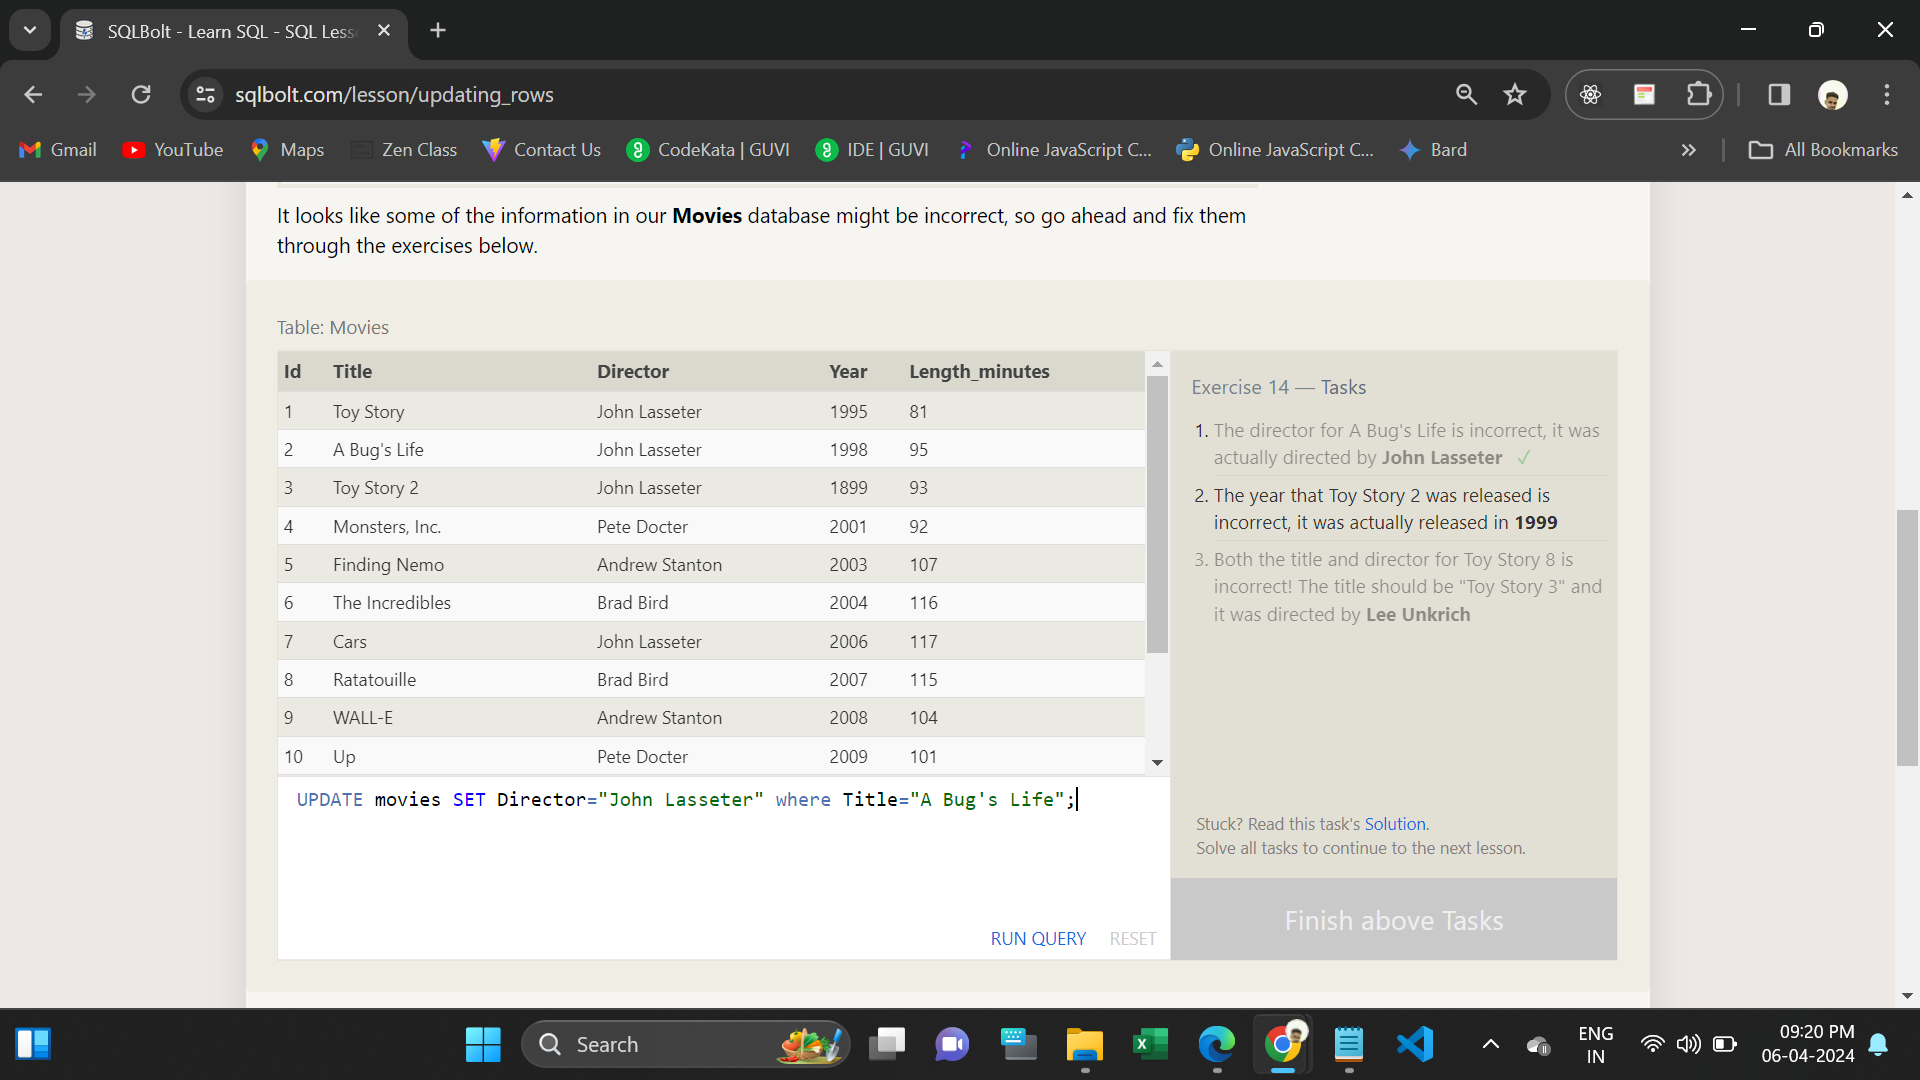 SQLBolt - Learn SQL - SQL Less
sqlbolt.com/lesson/updating_rows
Gmail YouTube Maps Zen Class Contact Us CodeKata | GUVI IDE | GUVI Online JavaScript C... Online JavaScript C... Bard » All Bookmarks
It looks like some of the information in our Movies database might be incorrect, so go ahead and fix them
through the exercises below.
Table: Movies
Id Title Director Year Length_minutes
1 Toy Story John Lasseter 1995 81
2 A Bug's Life John Lasseter 1998 95
3 Toy Story 2 John Lasseter 1899 93
4 Monsters, Inc. Pete Docter 2001 92
5 Finding Nemo Andrew Stanton 2003 107
6 The Incredibles Brad Bird 2004 116
7 Cars John Lasseter 2006 117
8 Ratatouille Brad Bird 2007 115
9 WALL-E Andrew Stanton 2008 104
10 Up Pete Docter 2009 101
UPDATE movies SET Director="John Lasseter" where Title="A Bug's Life";
RUN QUERY RESET
Exercise 14 — Tasks
1. The director for A Bug's Life is incorrect, it was
actually directed by John Lasseter ✓
2. The year that Toy Story 2 was released is
incorrect, it was actually released in 1999
3. Both the title and director for Toy Story 8 is
incorrect! The title should be "Toy Story 3" and
it was directed by Lee Unkrich
Stuck? Read this task's Solution.
Solve all tasks to continue to the next lesson.
Finish above Tasks
Search
ENG
IN
09:20 PM
06-04-2024